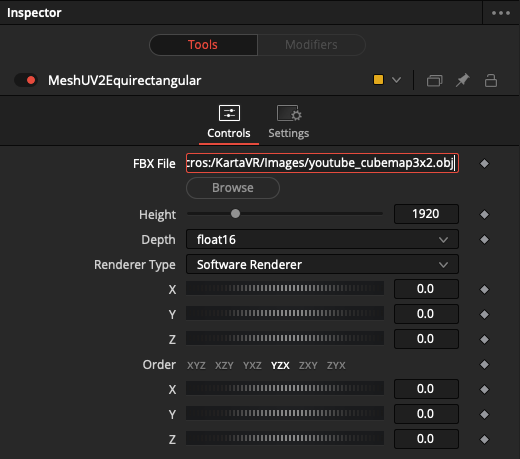 Inspector
Tools Modifiers
MeshUV2Equirectangular
Controls Settings
FBX File cros:/KartaVR/Images/youtube_cubemap3x2.obj
Browse
Height 1920
Depth float16
Renderer Type Software Renderer
X 0.0
Y 0.0
Z 0.0
Order XYZ XZY YXZ YZX ZXY ZYX
X 0.0
Y 0.0
Z 0.0